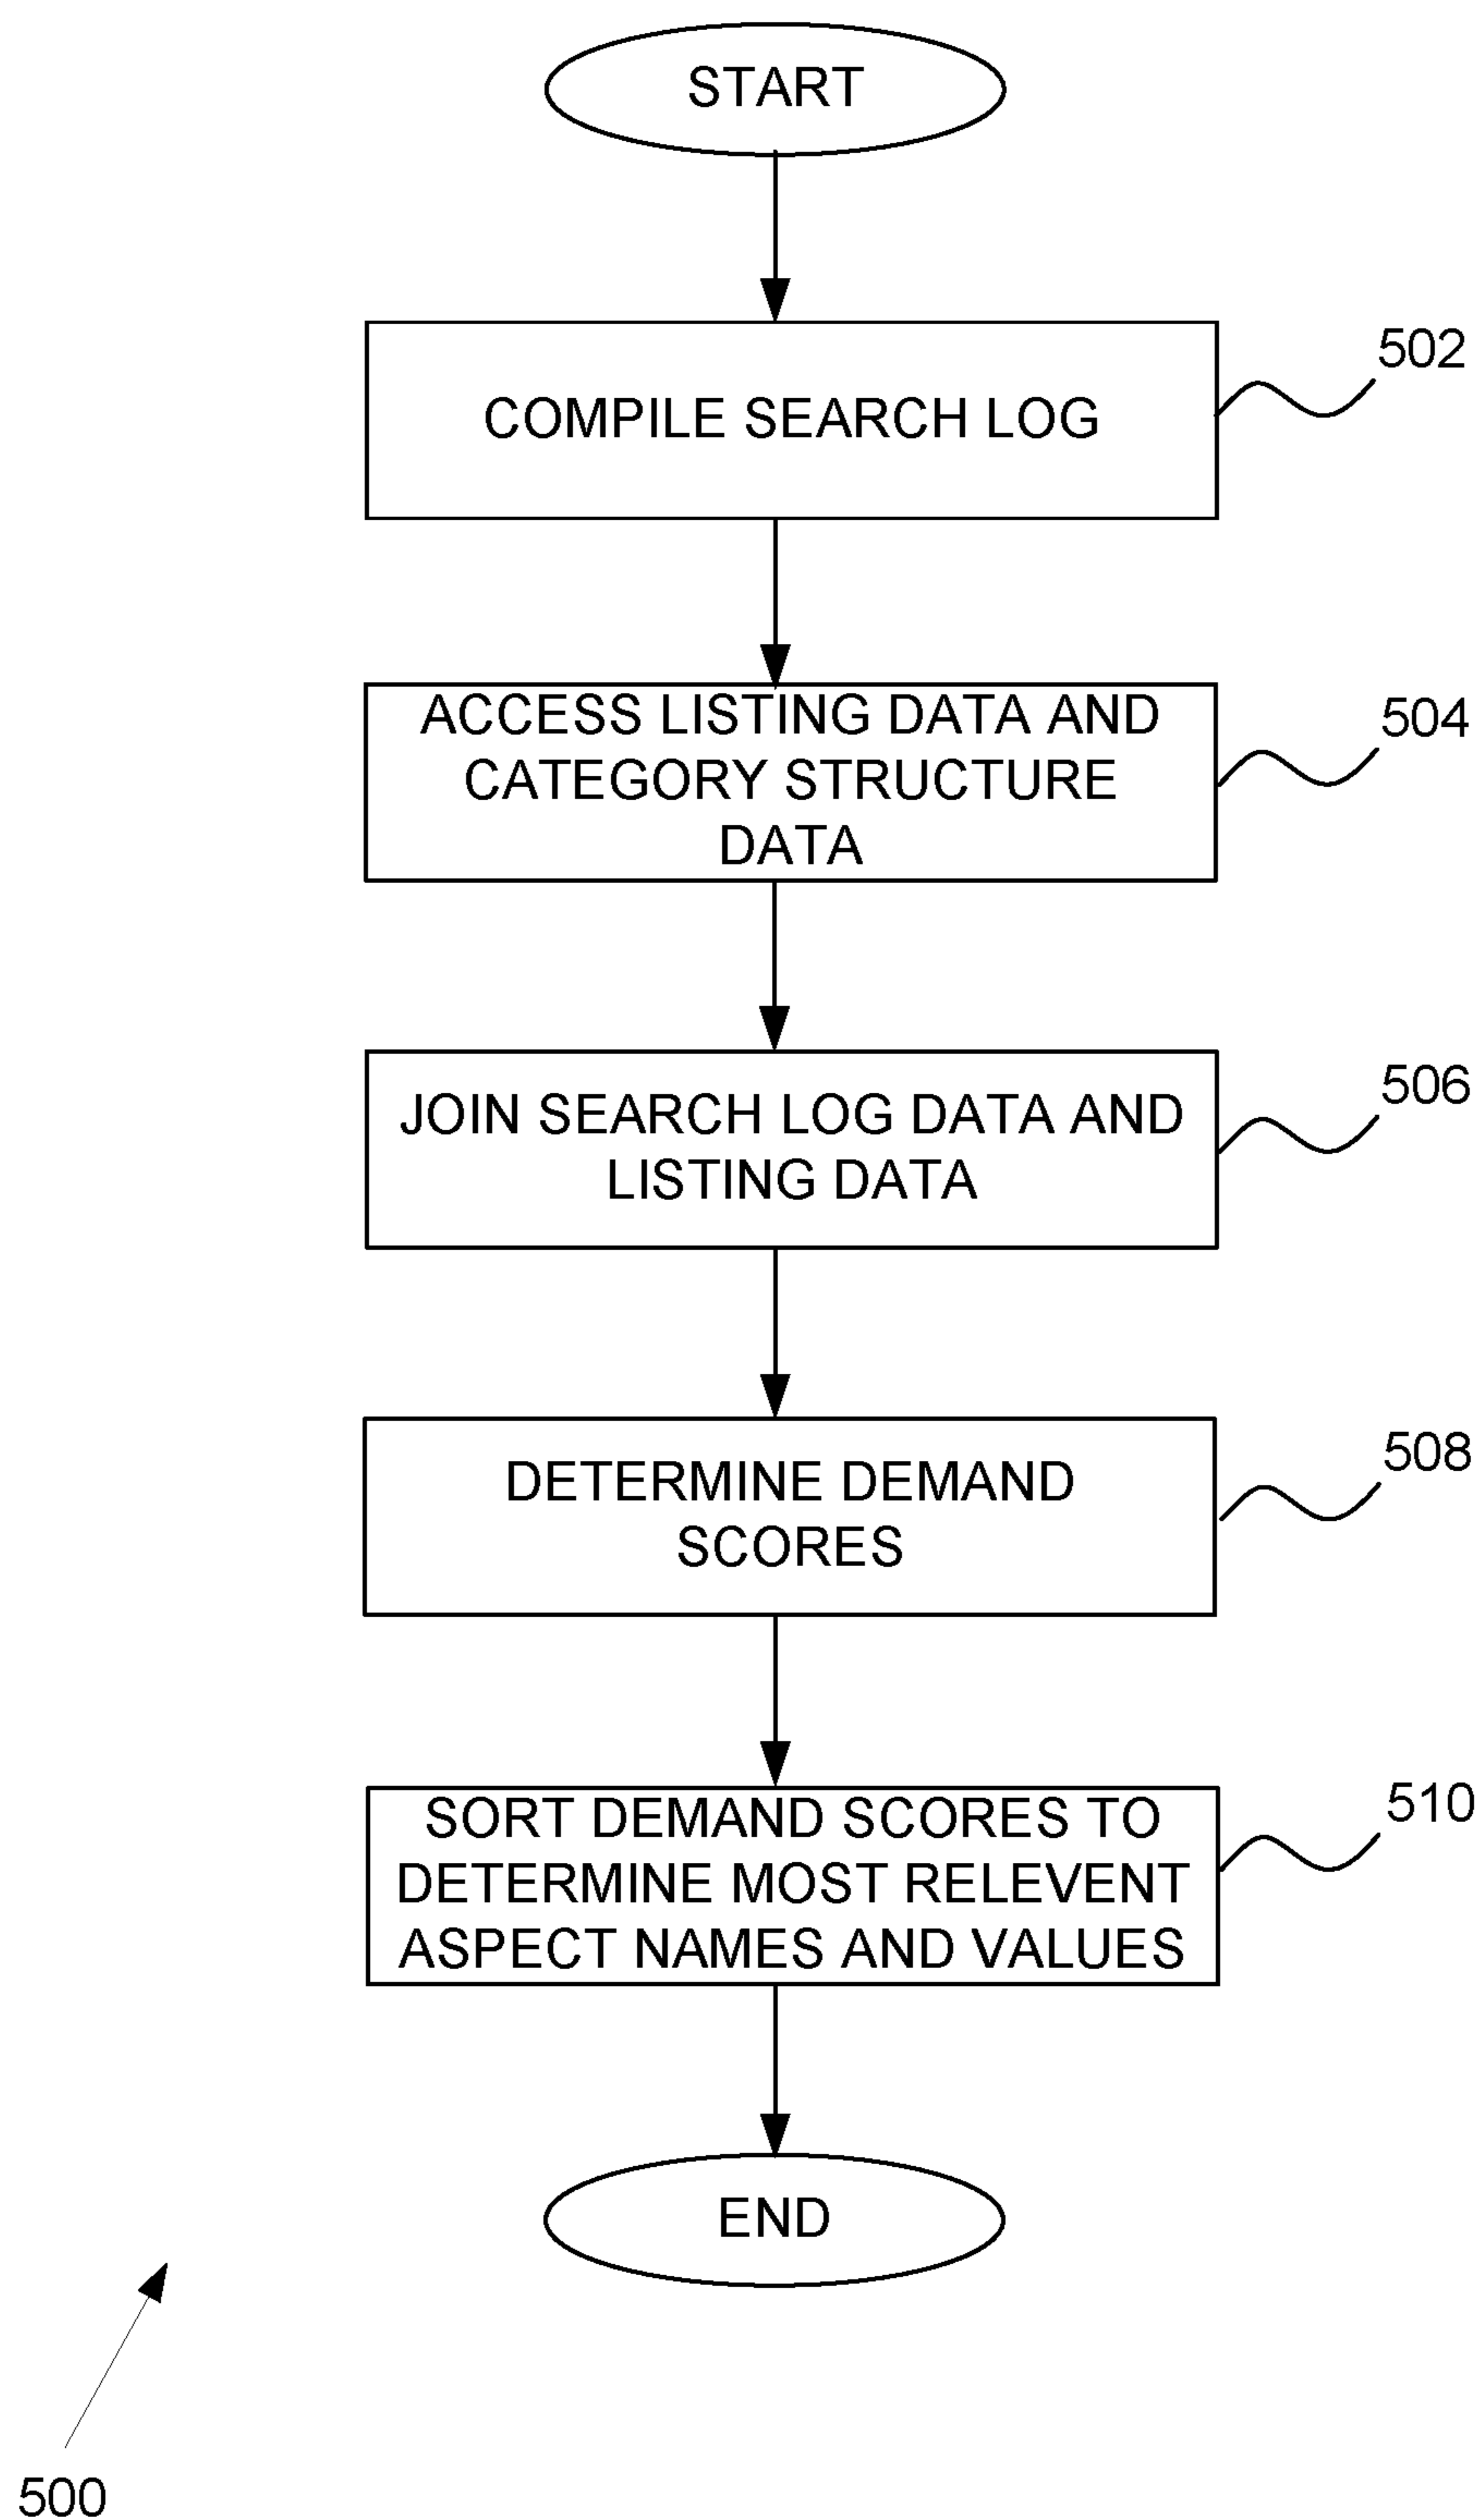 START
COMPILE SEARCH LOG
502
ACCESS LISTING DATA AND
CATEGORY STRUCTURE
DATA
504
JOIN SEARCH LOG DATA AND
LISTING DATA
506
DETERMINE DEMAND
SCORES
508
SORT DEMAND SCORES TO
DETERMINE MOST RELEVENT
ASPECT NAMES AND VALUES
510
END
500